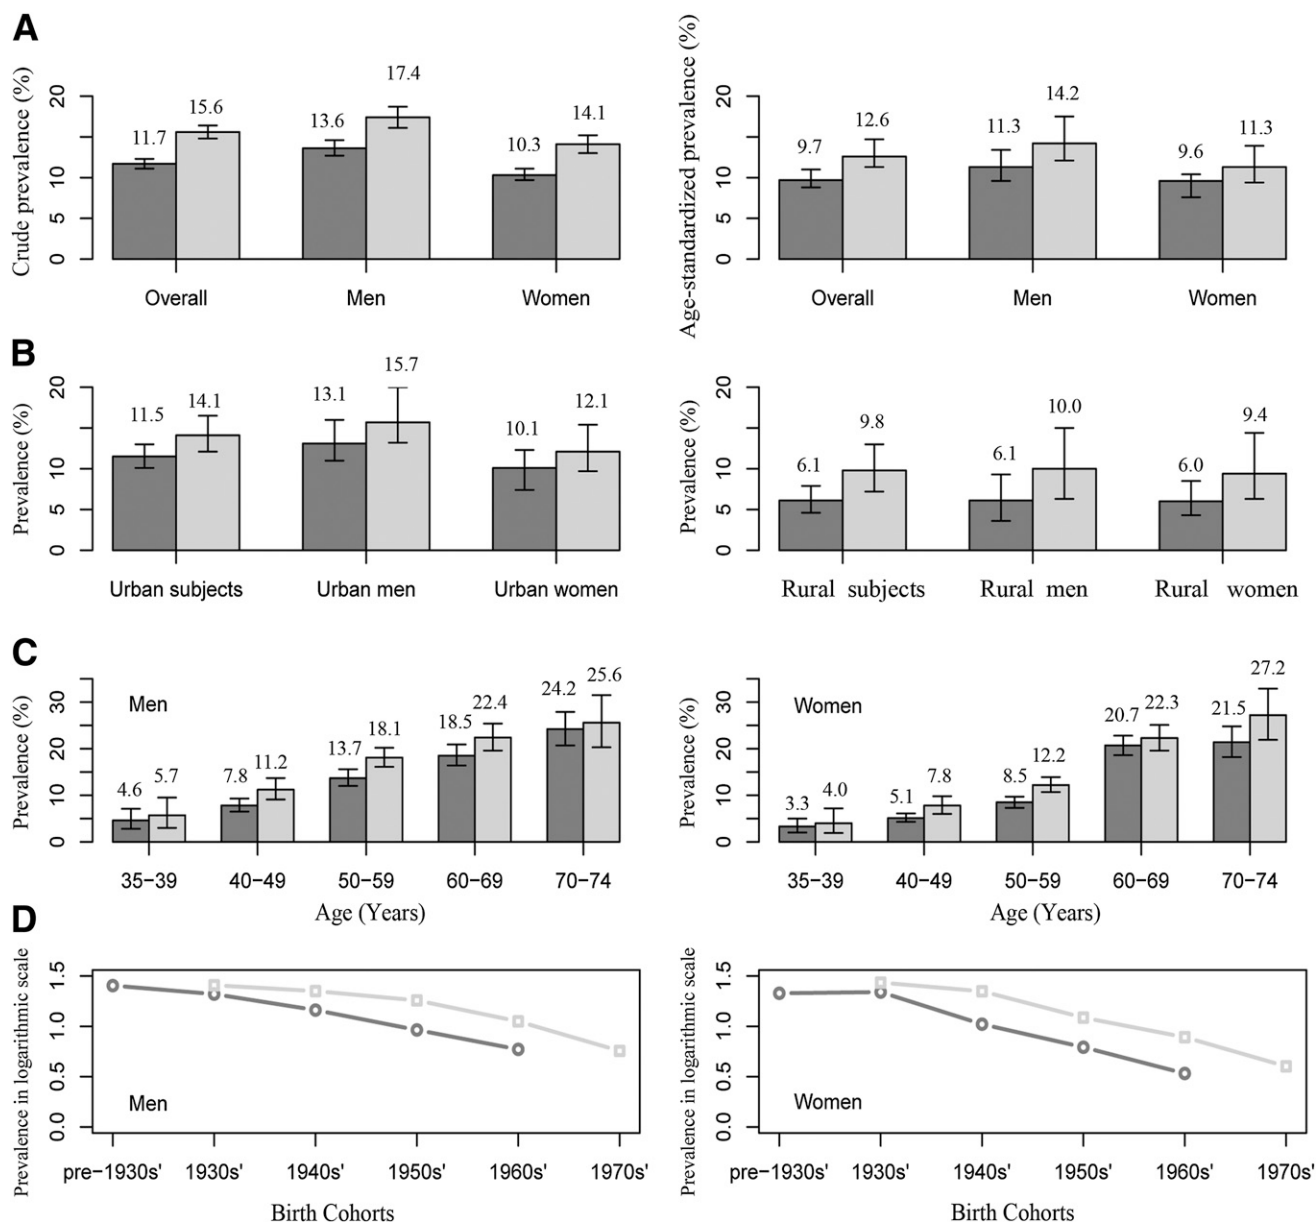 A
Crude prevalence (%)
20
10
5
0
11.7
15.6
13.6
17.4
10.3
14.1
Overall
Men
Women
Age-standardized prevalence (%)
20
10
5
0
9.7
12.6
11.3
14.2
9.6
11.3
Overall
Men
Women
B
Prevalence (%)
20
10
5
0
11.5
14.1
13.1
15.7
10.1
12.1
Urban subjects
Urban men
Urban women
Prevalence (%)
20
10
5
0
6.1
9.8
6.1
10.0
6.0
9.4
Rural subjects
Rural men
Rural women
C
Prevalence (%)
30
20
10
0
Men
4.6
5.7
7.8
11.2
13.7
18.1
18.5
22.4
24.2
25.6
35-39
40-49
50-59
60-69
70-74
Age (Years)
Prevalence (%)
30
20
10
0
Women
3.3
4.0
5.1
7.8
8.5
12.2
20.7
22.3
21.5
27.2
35-39
40-49
50-59
60-69
70-74
Age (Years)
D
Prevalence in logarithmic scale
1.5
1.0
0.5
0.0
Men
pre-1930s'
1930s'
1940s'
1950s'
1960s'
1970s'
Birth Cohorts
Prevalence in logarithmic scale
1.5
1.0
0.5
0.0
Women
pre-1930s'
1930s'
1940s'
1950s'
1960s'
1970s'
Birth Cohorts